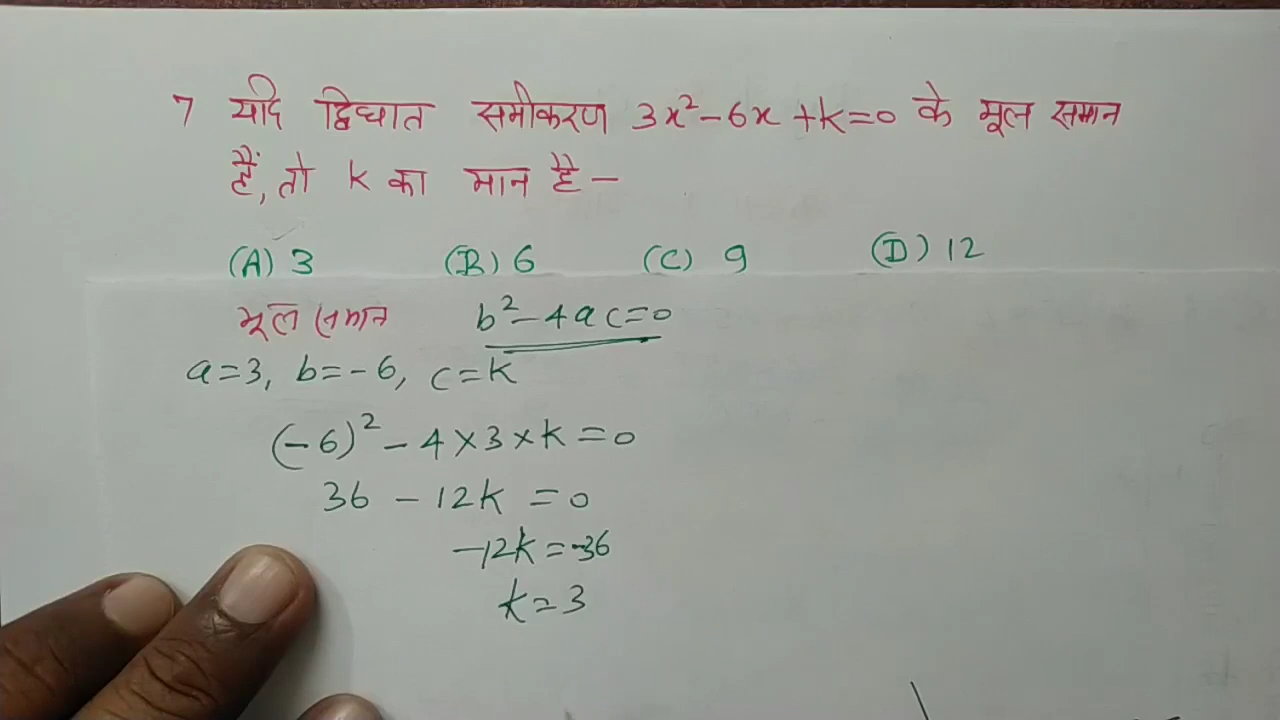 7 यदि द्विघात समीकरण 3x²-6x+k=0 के मूल समान
हैं, तो k का मान है -
(A) 3 (B) 6 (C) 9 (D) 12
मूल समान b²-4ac=0
a=3, b=-6, c=k
(-6)²-4×3×k=0
36-12k=0
-12k=-36
k=3